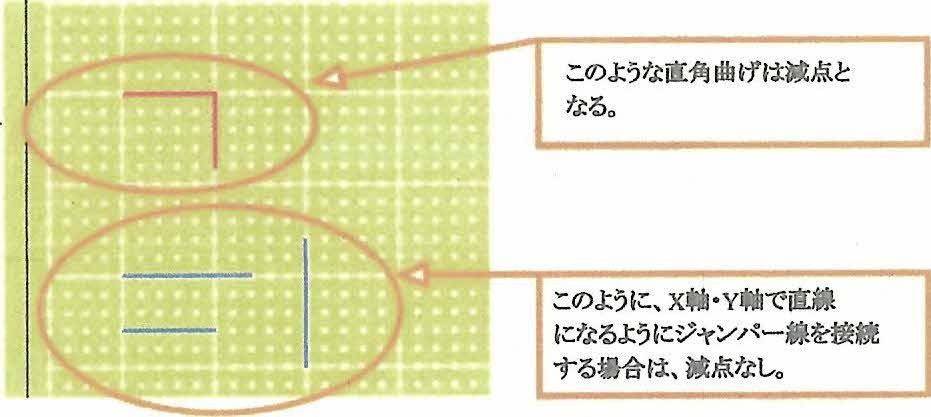 このような直角曲げは減点と
なる。
このように、X軸・Y軸で直線
になるようにジャンパー線を接続
する場合は、減点なし。